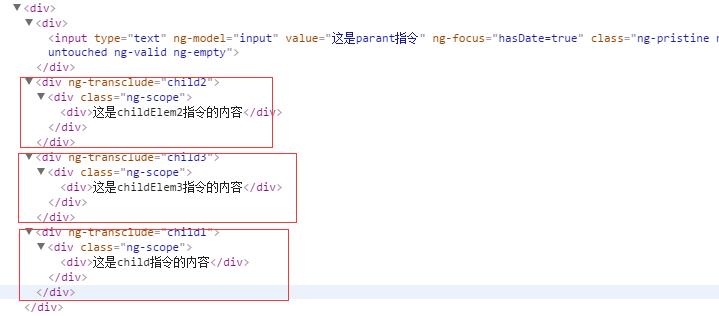 <div>
<div>
<input type="text" ng-model="input" value="这是parant指令" ng-focus="hasDate=true" class="ng-pristine n
untouched ng-valid ng-empty">
</div>
<div ng-transclude="child2">
<div class="ng-scope">
<div>这是childElem2指令的内容</div>
</div>
</div>
<div ng-transclude="child3">
<div class="ng-scope">
<div>这是childElem3指令的内容</div>
</div>
</div>
<div ng-transclude="child1">
<div class="ng-scope">
<div>这是child指令的内容</div>
</div>
</div>
</div>